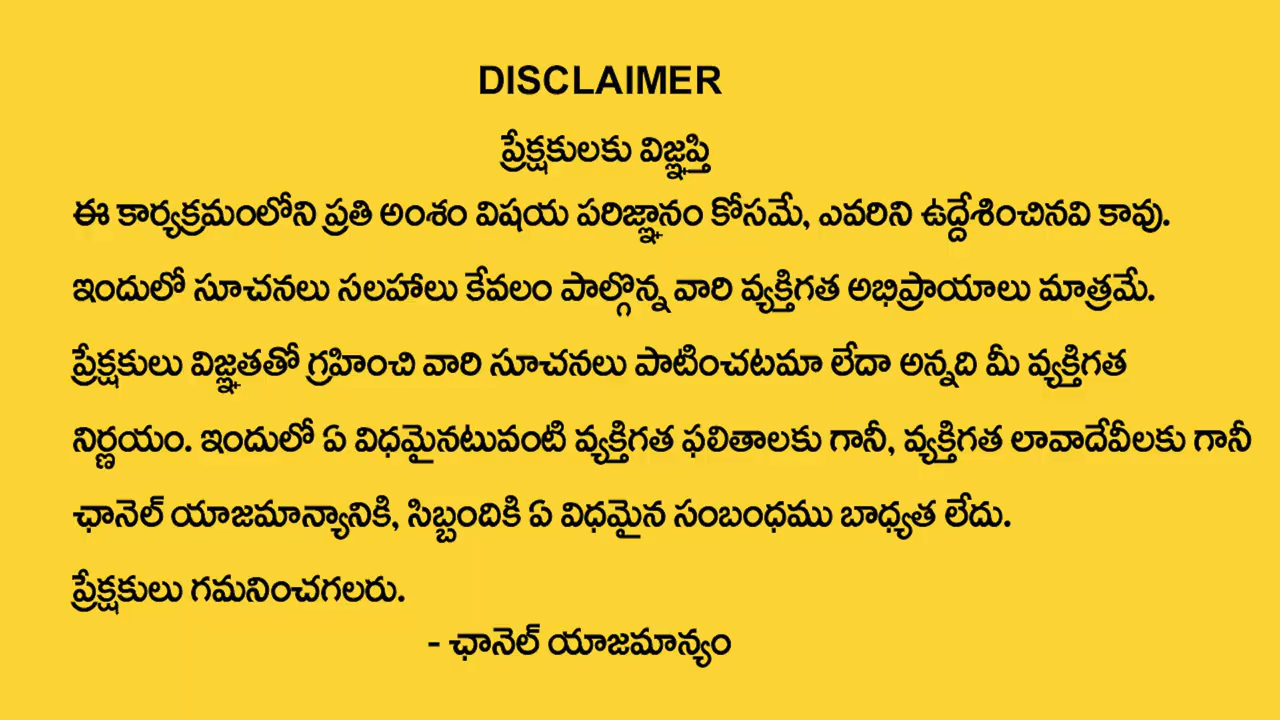 DISCLAIMER
ప్రేక్షకులకు విజ్ఞప్తి
ఈ కార్యక్రమంలోని ప్రతి అంశం విషయ పరిజ్ఞానం కోసమే, ఎవరిని ఉద్దేశించినవి కావు.
ఇందులో సూచనలు సలహాలు కేవలం పాల్గొన్న వారి వ్యక్తిగత అభిప్రాయాలు మాత్రమే.
ప్రేక్షకులు విజ్ఞతతో గ్రహించి వారి సూచనలు పాటించటమా లేదా అన్నది మీ వ్యక్తిగత
నిర్ణయం. ఇందులో ఏ విధమైనటువంటి వ్యక్తిగత ఫలితాలకు గానీ, వ్యక్తిగత లావాదేవీలకు గానీ
ఛానెల్ యాజమాన్యానికి, సిబ్బందికి ఏ విధమైన సంబంధము బాధ్యత లేదు.
ప్రేక్షకులు గమనించగలరు.
- ఛానెల్ యాజమాన్యం